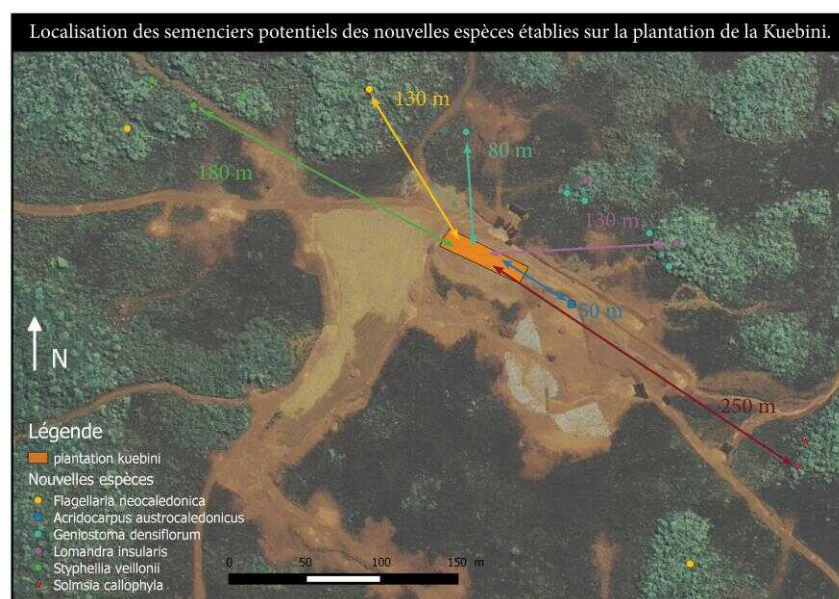 Localisation des semenciers potentiels des nouvelles espèces établies sur la plantation de la Kuebini.
130 m
80 m
180 m
130 m
50 m
250 m
N
Légende
plantation kuebini
Nouvelles espèces
Flagellaria neocaledonica
Acridocarpus austrocaledonicus
Geniostoma densiflorum
Lomandra insularis
Styphellia veillonii
Solmsia callophyla
0 50 100 150 m